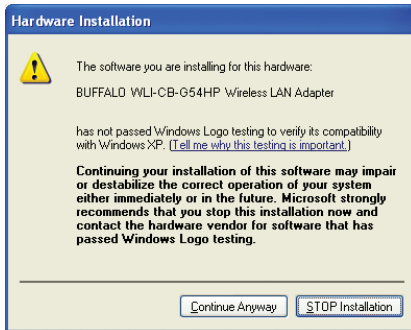 Hardware Installation
The software you are installing for this hardware:
BUFFALO WLI-CB-G54HP Wireless LAN Adapter
has not passed Windows Logo testing to verify its compatibility
with Windows XP. (Tell me why this testing is important.)
Continuing your installation of this software may impair
or destabilize the correct operation of your system
either immediately or in the future. Microsoft strongly
recommends that you stop this installation now and
contact the hardware vendor for software that has
passed Windows Logo testing.
Continue Anyway
STOP Installation